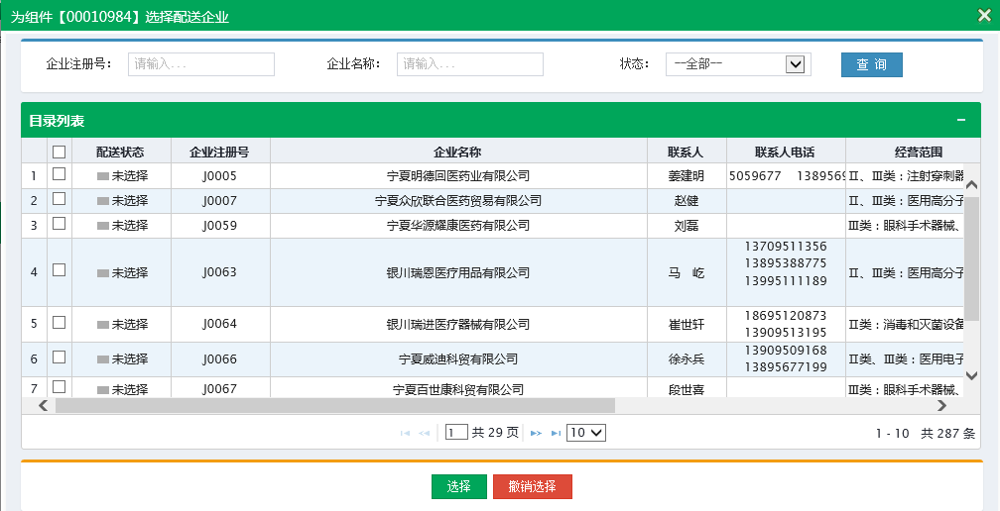 为组件【00010984】选择配送企业
企业注册号： 请输入... 企业名称： 请输入... 状态： --全部-- 查 询
目录列表
配送状态 企业注册号 企业名称 联系人 联系人电话 经营范围
1 未选择 J0005 宁夏明德回医药业有限公司 姜建明 5059677 1389569 II、III类：注射穿刺器
2 未选择 J0007 宁夏众欣联合医药贸易有限公司 赵健 II、III类：医用高分子
3 未选择 J0059 宁夏华源耀康医药有限公司 刘磊 III类：眼科手术器械、
4 未选择 J0063 银川瑞恩医疗用品有限公司 马 屹 13709511356 II、III类：医用高分子
13895388775
13995111189
5 未选择 J0064 银川瑞进医疗器械有限公司 崔世轩 18695120873 II类：消毒和灭菌设备
13909513195
6 未选择 J0066 宁夏威迪科贸有限公司 徐永兵 13909509168 II类、III类：医用电子
13895677199
7 未选择 J0067 宁夏百世康科贸有限公司 段世喜 III类：眼科手术器械、
1 共 29 页 10 1 - 10 共 287 条
选择 撤销选择